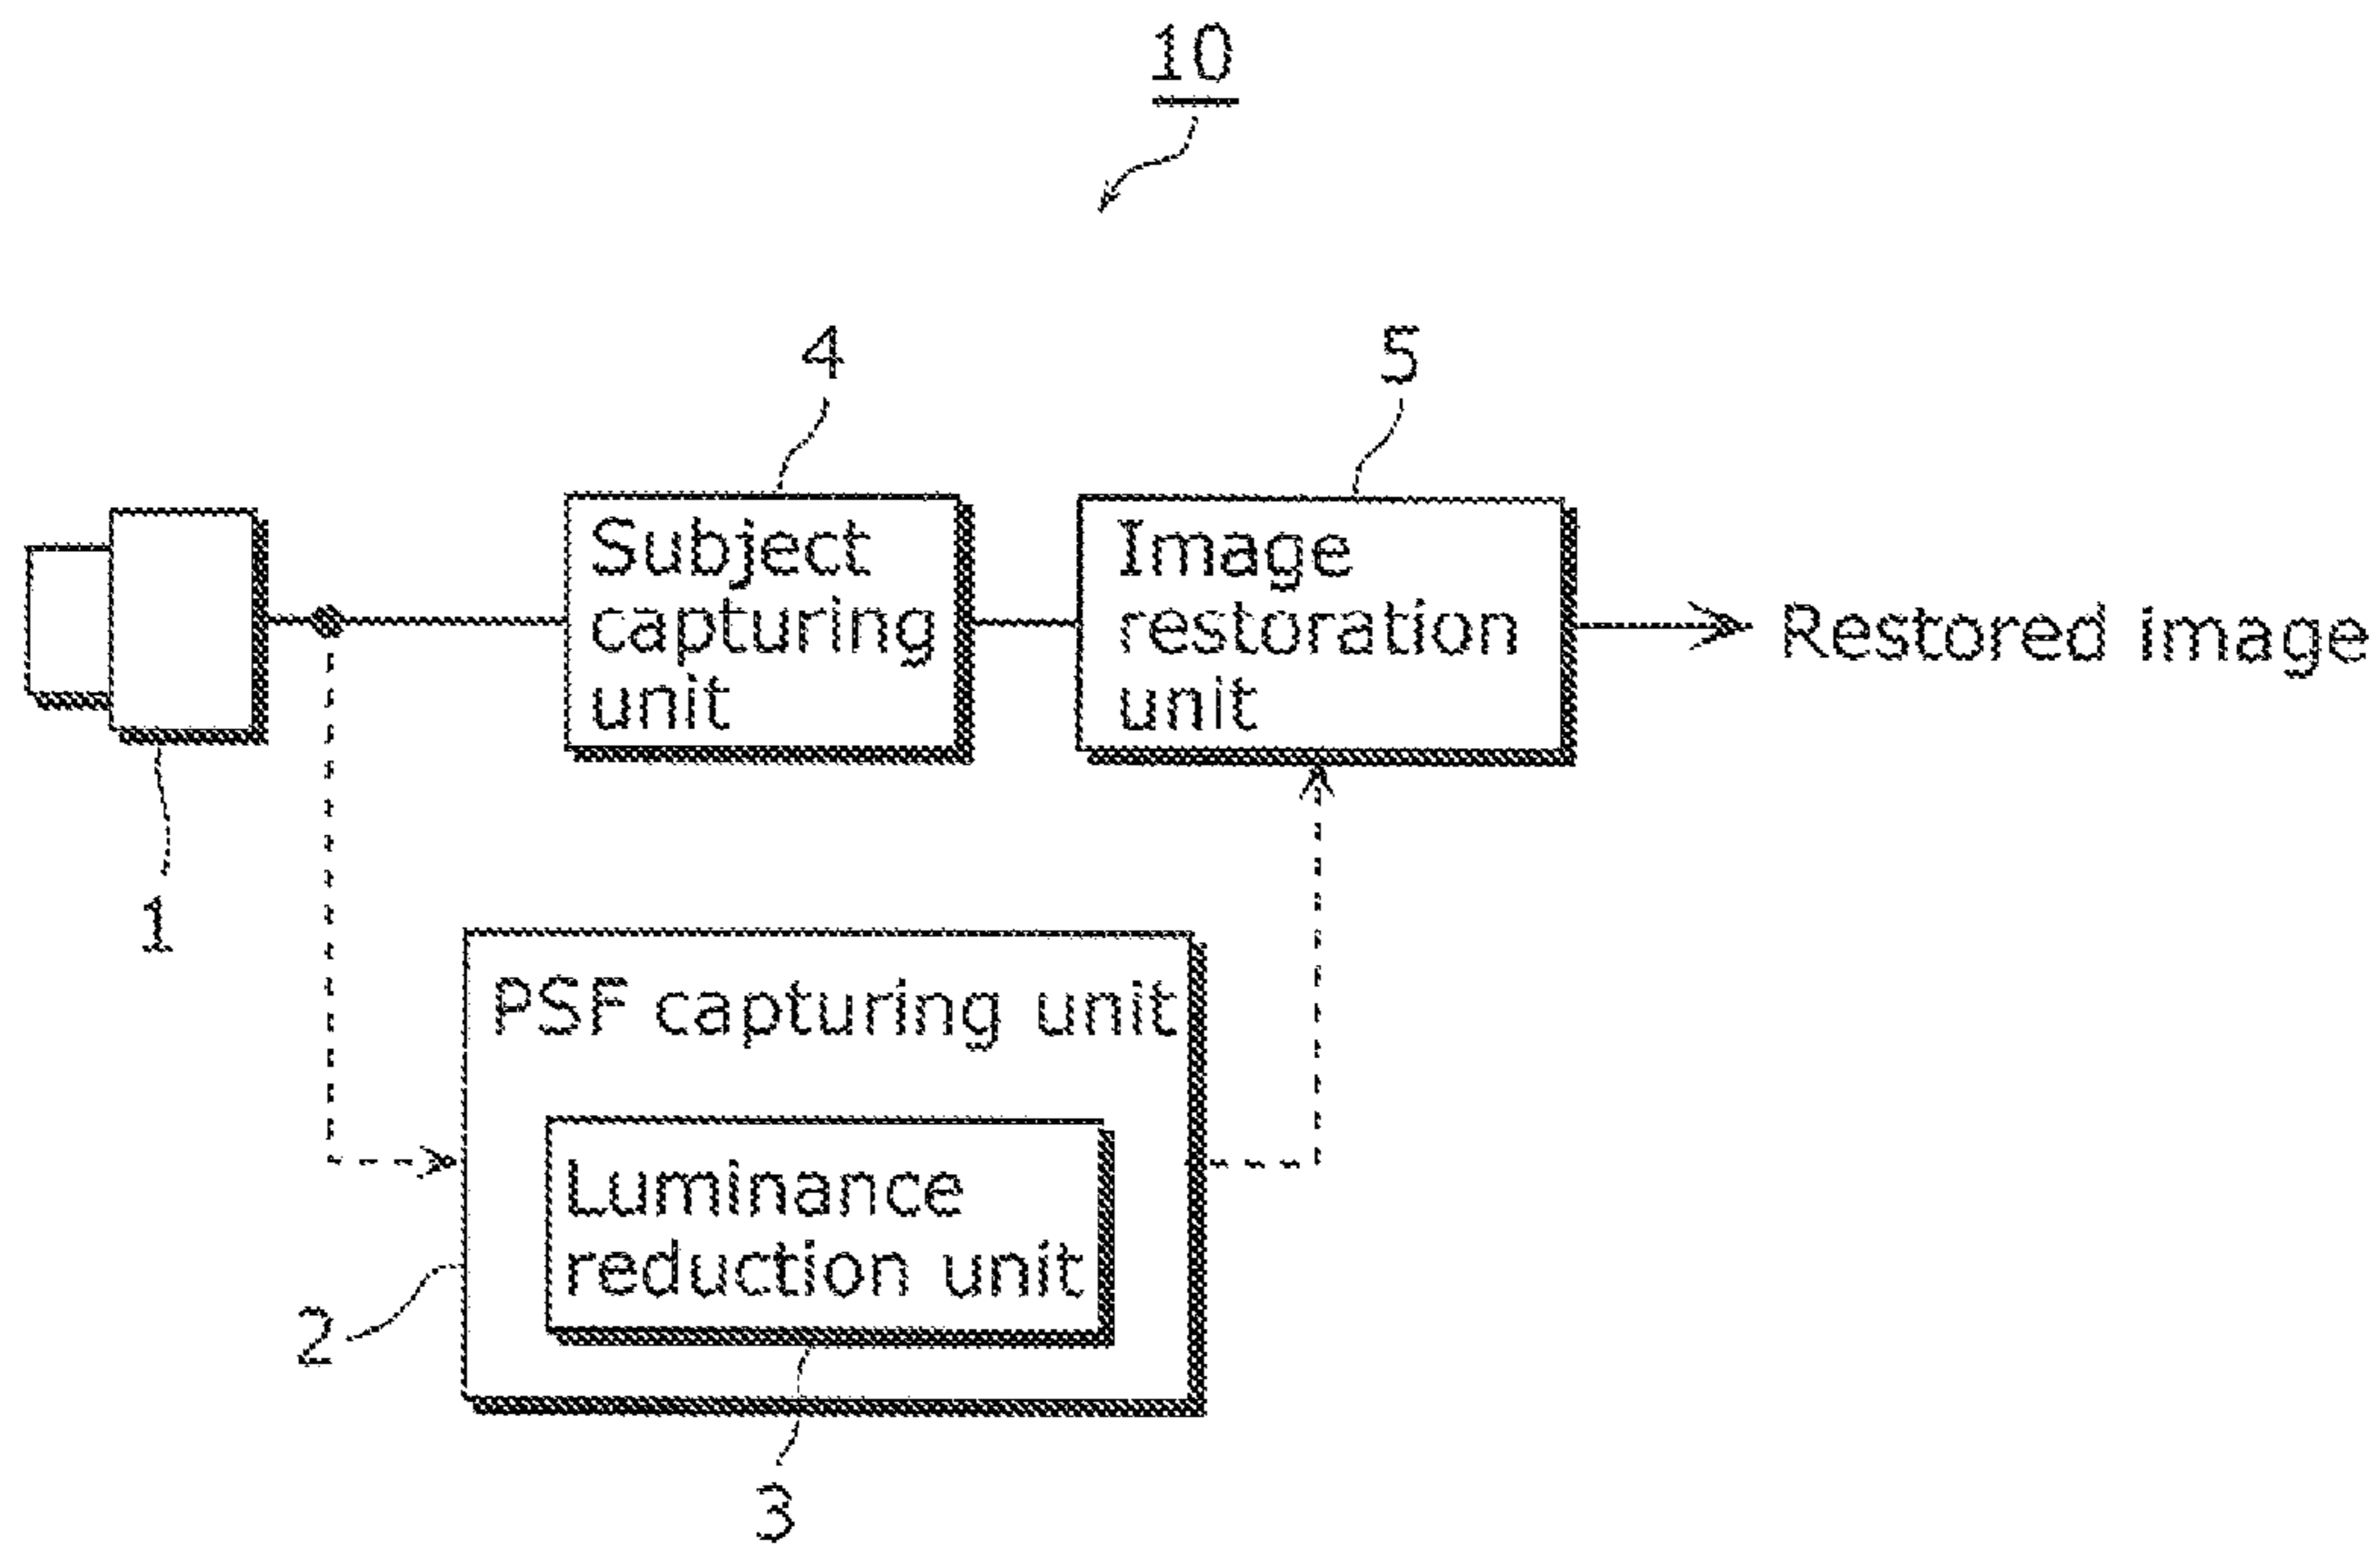 10
4
5
Subject
capturing
unit
Image
restoration
unit
Restored image
1
PSF capturing unit
Luminance
reduction unit
2
3